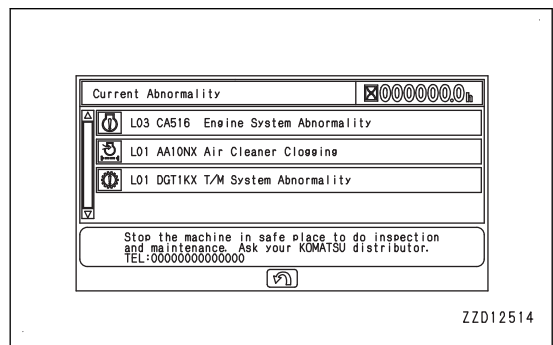 Current Abnormality 000000.0h
L03 CA516 Engine System Abnormality
L01 AA10NX Air Cleaner Clogging
L01 DGT1KX T/M System Abnormality
Stop the machine in safe place to do inspection
and maintenance. Ask your KOMATSU distributor.
TEL:00000000000000
ZZD12514